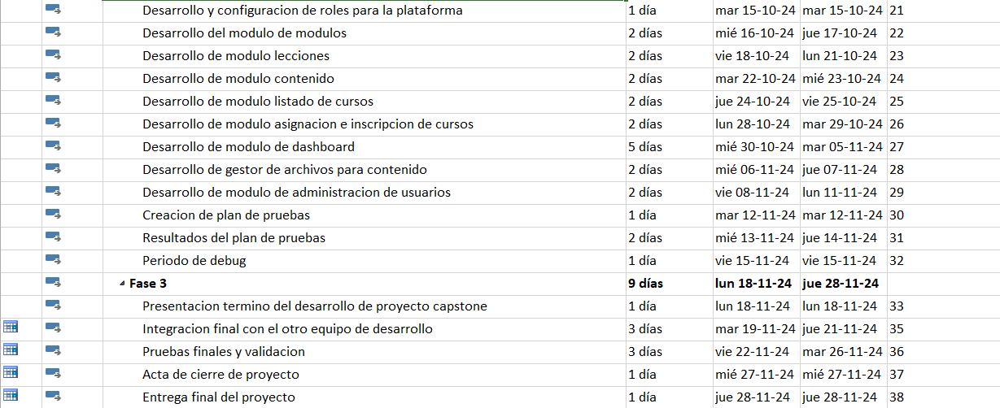 Desarrollo y configuracion de roles para la plataforma 1 día mar 15-10-24 mar 15-10-24 21
Desarrollo del modulo de modulos 2 días mié 16-10-24 jue 17-10-24 22
Desarrollo de modulo lecciones 2 días vie 18-10-24 lun 21-10-24 23
Desarrollo de modulo contenido 2 días mar 22-10-24 mié 23-10-24 24
Desarrollo de modulo listado de cursos 2 días jue 24-10-24 vie 25-10-24 25
Desarrollo de modulo asignacion e inscripcion de cursos 2 días lun 28-10-24 mar 29-10-24 26
Desarrollo de modulo de dashboard 5 días mié 30-10-24 mar 05-11-24 27
Desarrollo de gestor de archivos para contenido 2 días mié 06-11-24 jue 07-11-24 28
Desarrollo de modulo de administracion de usuarios 2 días vie 08-11-24 lun 11-11-24 29
Creacion de plan de pruebas 1 día mar 12-11-24 mar 12-11-24 30
Resultados del plan de pruebas 2 días mié 13-11-24 jue 14-11-24 31
Periodo de debug 1 día vie 15-11-24 vie 15-11-24 32
Fase 3 9 días lun 18-11-24 jue 28-11-24
Presentacion termino del desarrollo de proyecto capstone 1 día lun 18-11-24 lun 18-11-24 33
Integracion final con el otro equipo de desarrollo 3 días mar 19-11-24 jue 21-11-24 35
Pruebas finales y validacion 3 días vie 22-11-24 mar 26-11-24 36
Acta de cierre de proyecto 1 día mié 27-11-24 mié 27-11-24 37
Entrega final del proyecto 1 día jue 28-11-24 jue 28-11-24 38